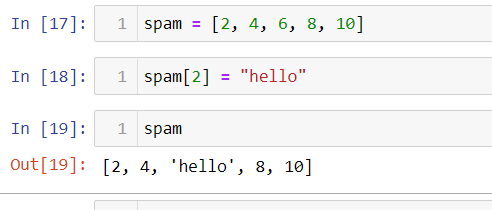 In [17]: 1 spam = [2, 4, 6, 8, 10]
In [18]: 1 spam[2] = "hello"
In [19]: 1 spam
Out[19]: [2, 4, 'hello', 8, 10]